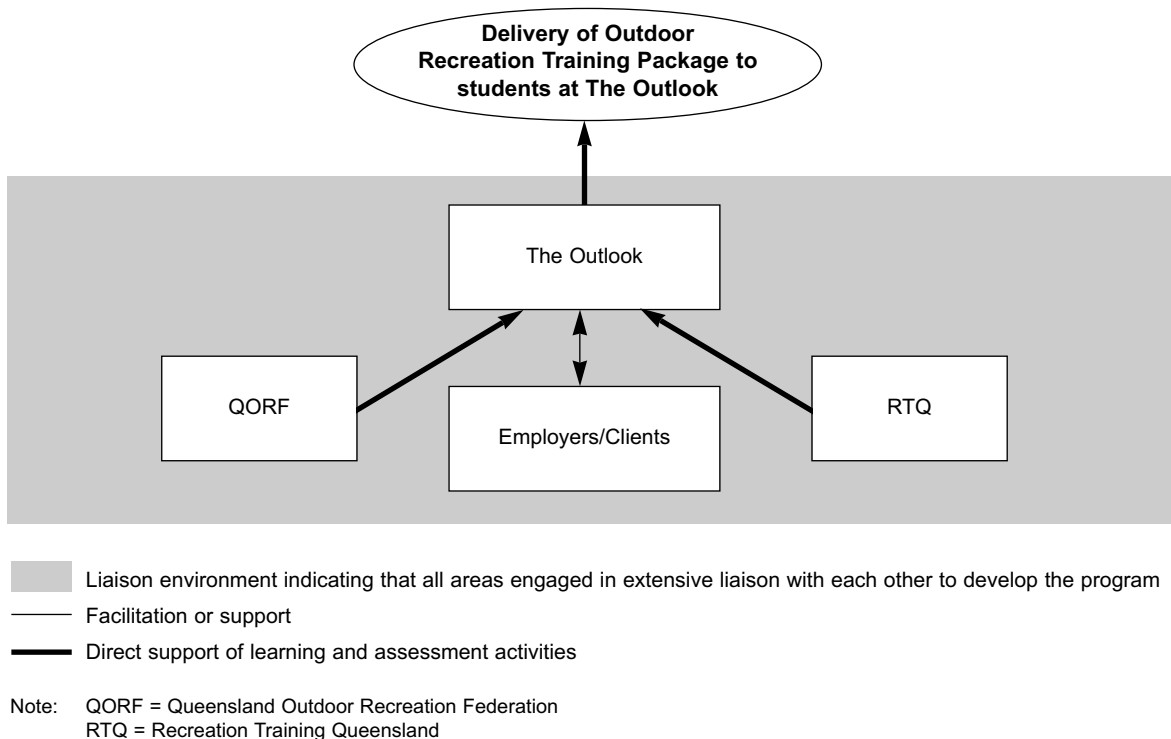 Delivery of Outdoor
Recreation Training Package to
students at The Outlook
The Outlook
QORF
Employers/Clients
RTQ
Liaison environment indicating that all areas engaged in extensive liaison with each other to develop the program
Facilitation or support
Direct support of learning and assessment activities
Note: QORF = Queensland Outdoor Recreation Federation
RTQ = Recreation Training Queensland